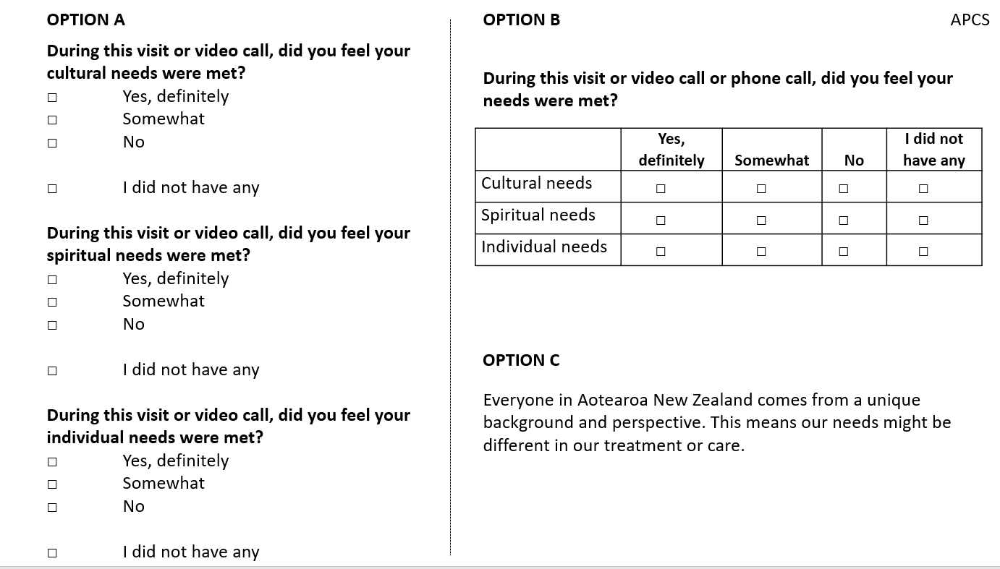 OPTION A
During this visit or video call, did you feel your
cultural needs were met?
☐ Yes, definitely
☐ Somewhat
☐ No
☐ I did not have any
During this visit or video call, did you feel your
spiritual needs were met?
☐ Yes, definitely
☐ Somewhat
☐ No
☐ I did not have any
During this visit or video call, did you feel your
individual needs were met?
☐ Yes, definitely
☐ Somewhat
☐ No
☐ I did not have any
OPTION B
APCS
During this visit or video call or phone call, did you feel your
needs were met?
Yes,
definitely
Somewhat
No
I did not
have any
Cultural needs ☐ ☐ ☐ ☐
Spiritual needs ☐ ☐ ☐ ☐
Individual needs ☐ ☐ ☐ ☐
OPTION C
Everyone in Aotearoa New Zealand comes from a unique
background and perspective. This means our needs might be
different in our treatment or care.